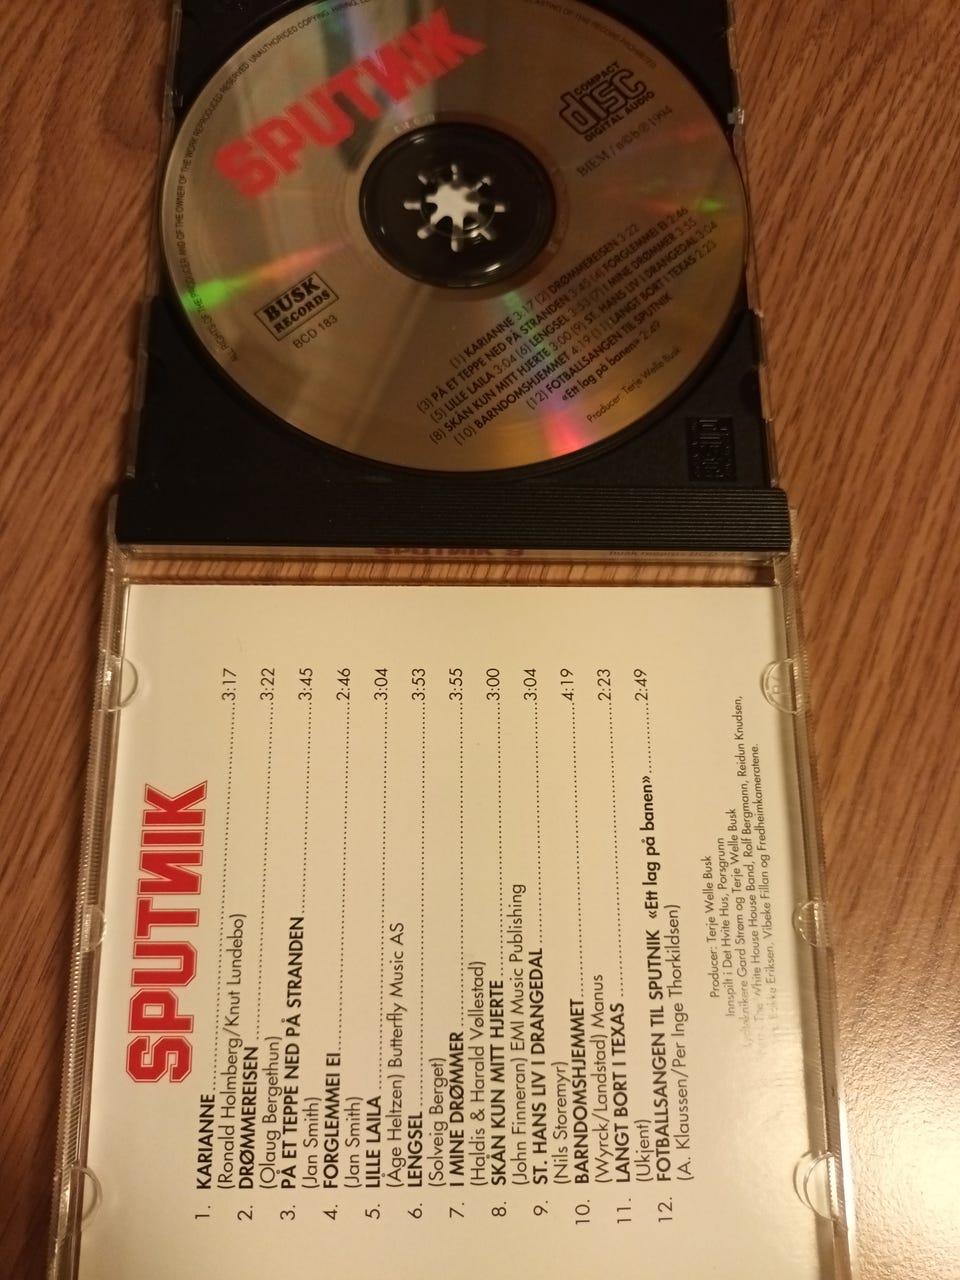 SPUTNIK
COMPACT
disc
DIGITAL AUDIO
BIEM / n©b ℗ 1994
BUSK
RECORDS
BCD 183
(1) KARIANNE 3:17 (2) DRØMMEREISEN 3:22
(3) PÅ ET TEPPE NED PÅ STRANDEN 3:45 (4) FORGLEMMEI EI 2:46
(5) LILLE LAILA 3:04 (6) LENGSEL 3:53 (7) I MINE DRØMMER 3:55
(8) SKÅN KUN MITT HJERTE 3:00 (9) ST. HANS LIV I DRANGEDAL 3:04
(10) BARNDOMSHJEMMET 4:19 (11) LANGT BORT I TEXAS 2:23
(12) FOTBALLSANGEN TIL SPUTNIK
«Ett lag på banen» 2:49
Producer: Terje Welle Busk
SPUTNIK 9
SPUTNIK
1. KARIANNE 3:17
(Ronald Holmberg/Knut Lundebo)
2. DRØMMEREISEN 3:22
(Olaug Bergethun)
3. PÅ ET TEPPE NED PÅ STRANDEN 3:45
(Jan Smith)
4. FORGLEMMEI EI 2:46
(Jan Smith)
5. LILLE LAILA 3:04
(Åge Heltzen) Butterfly Music AS
6. LENGSEL 3:53
(Solveig Berget)
7. I MINE DRØMMER 3:55
(Haldis & Harald Vøllestad)
8. SKÅN KUN MITT HJERTE 3:00
(John Finneran) EMI Music Publishing
9. ST. HANS LIV I DRANGEDAL 3:04
(Nils Storemyr)
10. BARNDOMSHJEMMET 4:19
(Wyrck/Landstad) Manus
11. LANGT BORT I TEXAS 2:23
(Ukjent)
12. FOTBALLSANGEN TIL SPUTNIK «Ett lag på banen» 2:49
(A. Klaussen/Per Inge Thorkildsen)
Producer: Terje Welle Busk
Innspilt i Det Hvite Hus, Porsgrunn
Lydteknikere Gard Strøm og Terje Welle Busk
The White House House Band, Rolf Bergmann, Reidun Knudsen,
Eriksen, Vibeke Fillan og Fredheimkameratene.